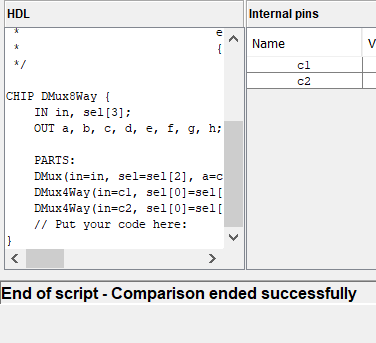 HDL
Internal pins
* e
* {
*/
Name V
c1
c2
CHIP DMux8Way {
IN in, sel[3];
OUT a, b, c, d, e, f, g, h;
PARTS:
DMux(in=in, sel=sel[2], a=c
DMux4Way(in=c1, sel[0]=sel[
DMux4Way(in=c2, sel[0]=sel[
// Put your code here:
}
End of script - Comparison ended successfully